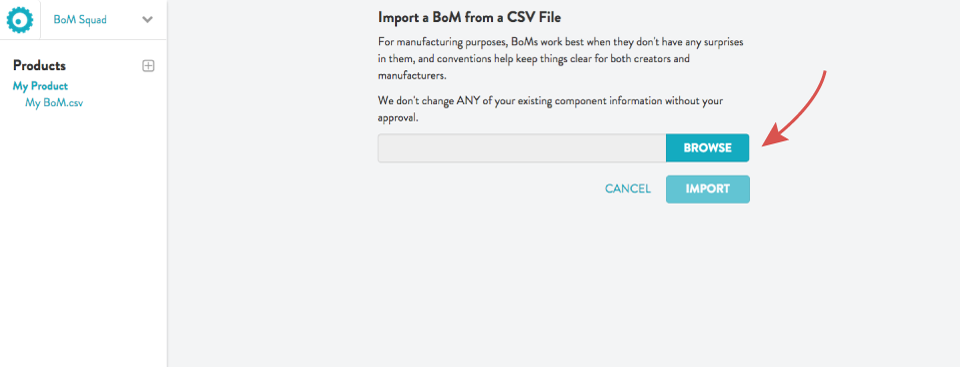 BoM Squad
Products
My Product
My BoM.csv
Import a BoM from a CSV File
For manufacturing purposes, BoMs work best when they don't have any surprises
in them, and conventions help keep things clear for both creators and
manufacturers.
We don't change ANY of your existing component information without your
approval.
BROWSE
CANCEL
IMPORT